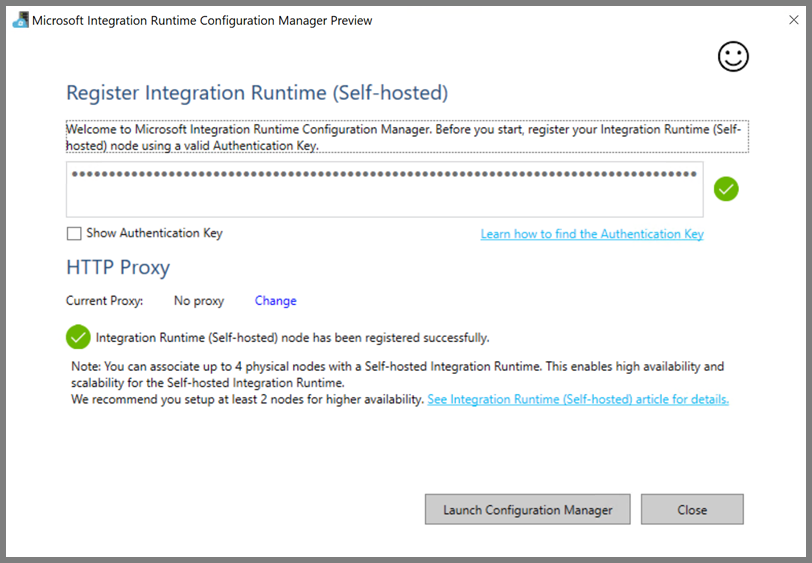 Microsoft Integration Runtime Configuration Manager Preview
Register Integration Runtime (Self-hosted)
Welcome to Microsoft Integration Runtime Configuration Manager. Before you start, register your Integration Runtime (Self-
hosted) node using a valid Authentication Key.
Show Authentication Key
Learn how to find the Authentication Key
HTTP Proxy
Current Proxy: No proxy Change
Integration Runtime (Self-hosted) node has been registered successfully.
Note: You can associate up to 4 physical nodes with a Self-hosted Integration Runtime. This enables high availability and
scalability for the Self-hosted Integration Runtime.
We recommend you setup at least 2 nodes for higher availability. See Integration Runtime (Self-hosted) article for details.
Launch Configuration Manager
Close